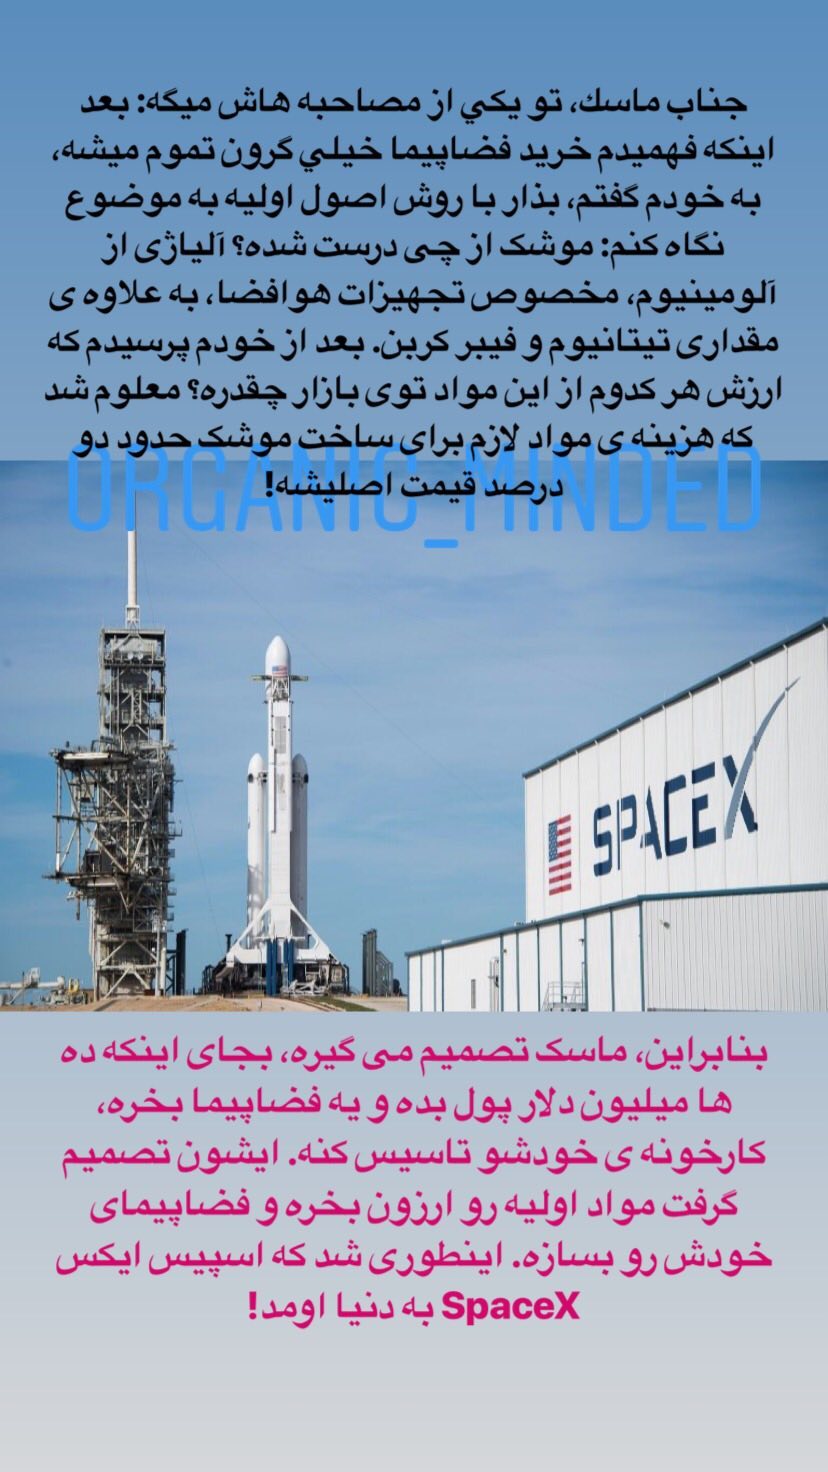 جناب ماسك، تو يكي از مصاحبه هاش ميگه: بعد
اینکه فهمیدم خرید فضاپیما خيلي گرون تموم میشه،
به خودم گفتم، بذار با روش اصول اولیه به موضوع
نگاه کنم: موشک از چی درست شده؟ آلیاژی از
آلومینیوم، مخصوص تجهیزات هوافضا، به علاوه ی
مقداری تیتانیوم و فیبر کربن. بعد از خودم پرسیدم که
ارزش هر کدوم از این مواد توی بازار چقدره؟ معلوم شد
که هزینه ی مواد لازم برای ساخت موشک حدود دو
درصد قیمت اصلیشه!
ORGANIC_MINDED
SPACEX
بنابراین، ماسک تصمیم می گیره، بجای اینکه ده
ها میلیون دلار پول بده و یه فضاپیما بخره،
کارخونه ی خودشو تاسیس کنه. ایشون تصمیم
گرفت مواد اولیه رو ارزون بخره و فضاپیمای
خودش رو بسازه. اینطوری شد که اسپیس ایکس
SpaceX به دنیا اومد!